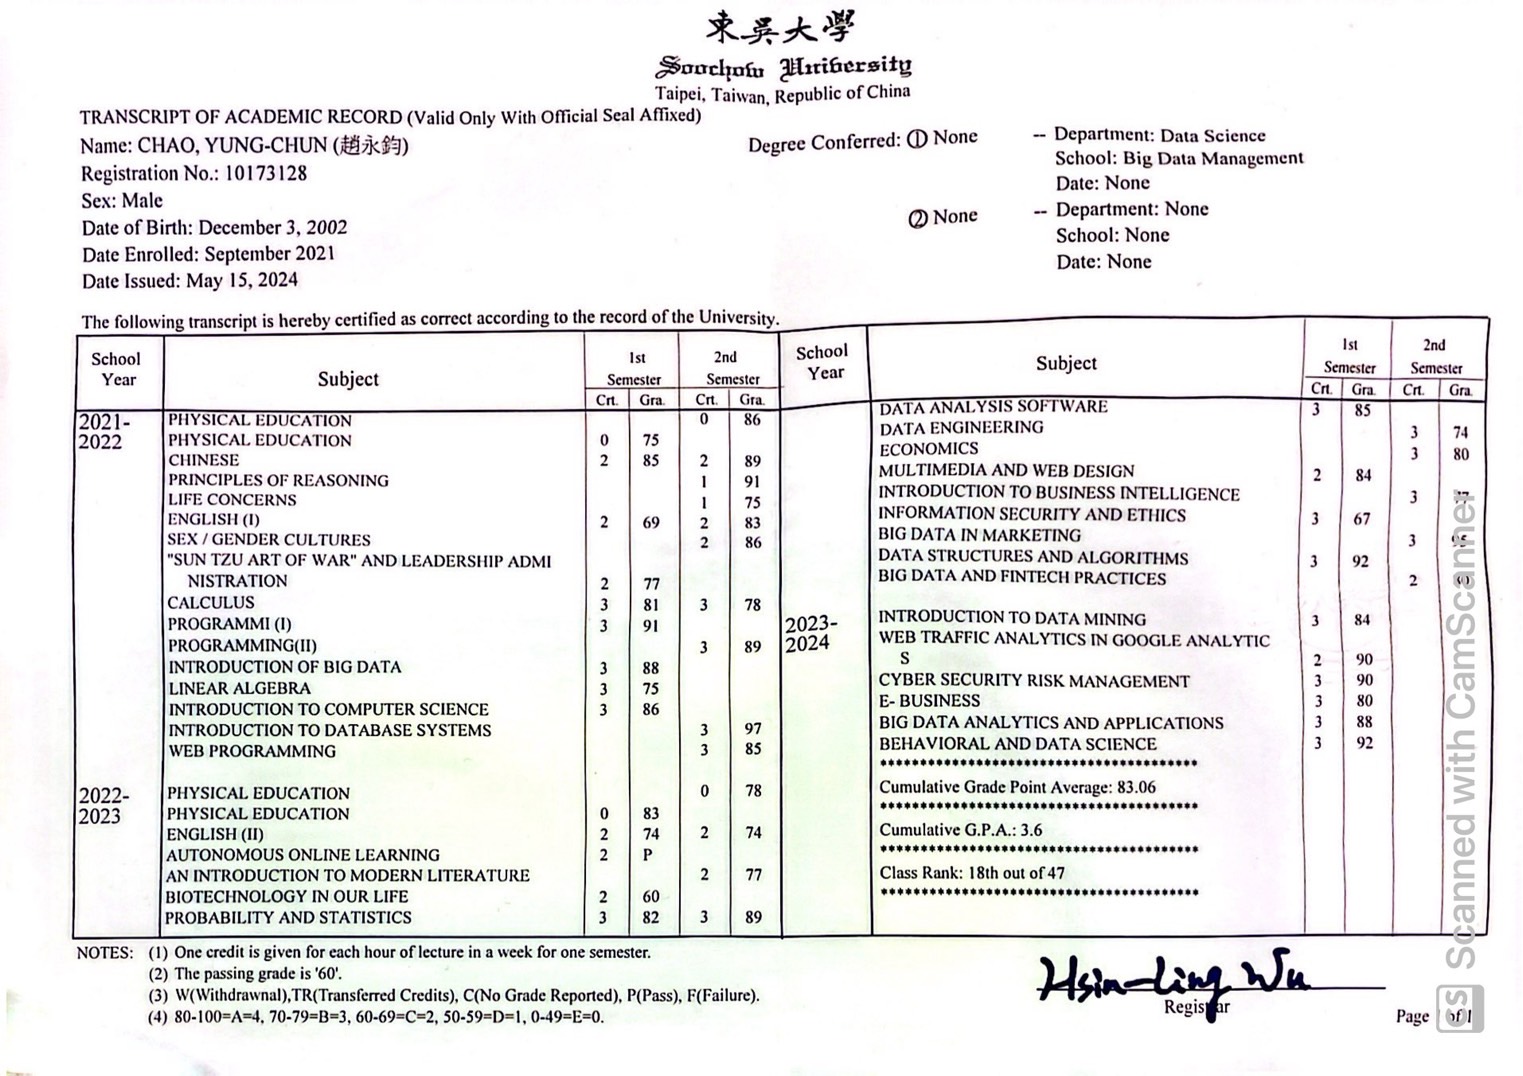 東吳大學
Soochow University
Taipei, Taiwan, Republic of China
TRANSCRIPT OF ACADEMIC RECORD (Valid Only With Official Seal Affixed)
Name: CHAO, YUNG-CHUN (趙永鈞)
Registration No.: 10173128
Sex: Male
Date of Birth: December 3, 2002
Date Enrolled: September 2021
Date Issued: May 15, 2024
Degree Conferred: ① None -- Department: Data Science
School: Big Data Management
Date: None
② None -- Department: None
School: None
Date: None
The following transcript is hereby certified as correct according to the record of the University.
School Year Subject 1st Semester 2nd Semester
Crt. Gra. Crt. Gra.
2021-2022 PHYSICAL EDUCATION 0 86
PHYSICAL EDUCATION 0 75
CHINESE 2 85 2 89
PRINCIPLES OF REASONING 1 91
LIFE CONCERNS 1 75
ENGLISH (I) 2 69 2 83
SEX / GENDER CULTURES 2 86
"SUN TZU ART OF WAR" AND LEADERSHIP ADMI
NISTRATION 2 77
CALCULUS 3 81 3 78
PROGRAMMI (I) 3 91
PROGRAMMING(II) 3 89
INTRODUCTION OF BIG DATA 3 88
LINEAR ALGEBRA 3 75
INTRODUCTION TO COMPUTER SCIENCE 3 86
INTRODUCTION TO DATABASE SYSTEMS 3 97
WEB PROGRAMMING 3 85
2022-2023 PHYSICAL EDUCATION 0 78
PHYSICAL EDUCATION 0 83
ENGLISH (II) 2 74 2 74
AUTONOMOUS ONLINE LEARNING 2 P
AN INTRODUCTION TO MODERN LITERATURE 2 77
BIOTECHNOLOGY IN OUR LIFE 2 60
PROBABILITY AND STATISTICS 3 82 3 89
School Year Subject 1st Semester 2nd Semester
Crt. Gra. Crt. Gra.
DATA ANALYSIS SOFTWARE 3 85
DATA ENGINEERING 3 74
ECONOMICS 3 80
MULTIMEDIA AND WEB DESIGN 2 84
INTRODUCTION TO BUSINESS INTELLIGENCE 3
INFORMATION SECURITY AND ETHICS 3 67
BIG DATA IN MARKETING 3
DATA STRUCTURES AND ALGORITHMS 3 92
BIG DATA AND FINTECH PRACTICES 2
2023-2024 INTRODUCTION TO DATA MINING 3 84
WEB TRAFFIC ANALYTICS IN GOOGLE ANALYTIC
S 2 90
CYBER SECURITY RISK MANAGEMENT 3 90
E- BUSINESS 3 80
BIG DATA ANALYTICS AND APPLICATIONS 3 88
BEHAVIORAL AND DATA SCIENCE 3 92
******************************************
Cumulative Grade Point Average: 83.06
******************************************
Cumulative G.P.A.: 3.6
******************************************
Class Rank: 18th out of 47
******************************************
NOTES: (1) One credit is given for each hour of lecture in a week for one semester.
(2) The passing grade is '60'.
(3) W(Withdrawnal),TR(Transferred Credits), C(No Grade Reported), P(Pass), F(Failure).
(4) 80-100=A=4, 70-79=B=3, 60-69=C=2, 50-59=D=1, 0-49=E=0.
Hsin-Ling Wu
Registrar
Page of 1
CS Scanned with CamScanner